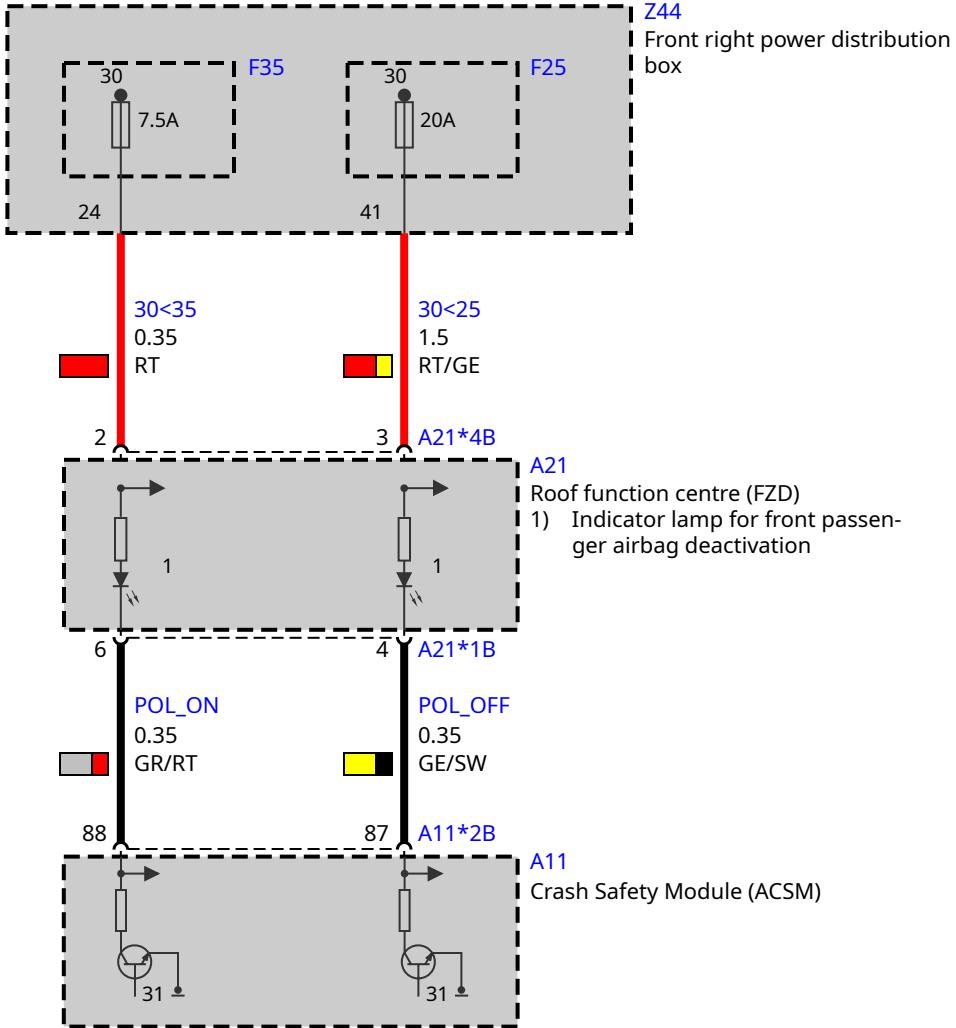 Z44
Front right power distribution
box
F35
F25
30
30
7.5A
20A
24
41
30<35
0.35
RT
30<25
1.5
RT/GE
2
3
A21*4B
A21
Roof function centre (FZD)
1) Indicator lamp for front passen-
ger airbag deactivation
1
1
6
4
A21*1B
POL_ON
0.35
GR/RT
POL_OFF
0.35
GE/SW
88
87
A11*2B
A11
Crash Safety Module (ACSM)
31
31